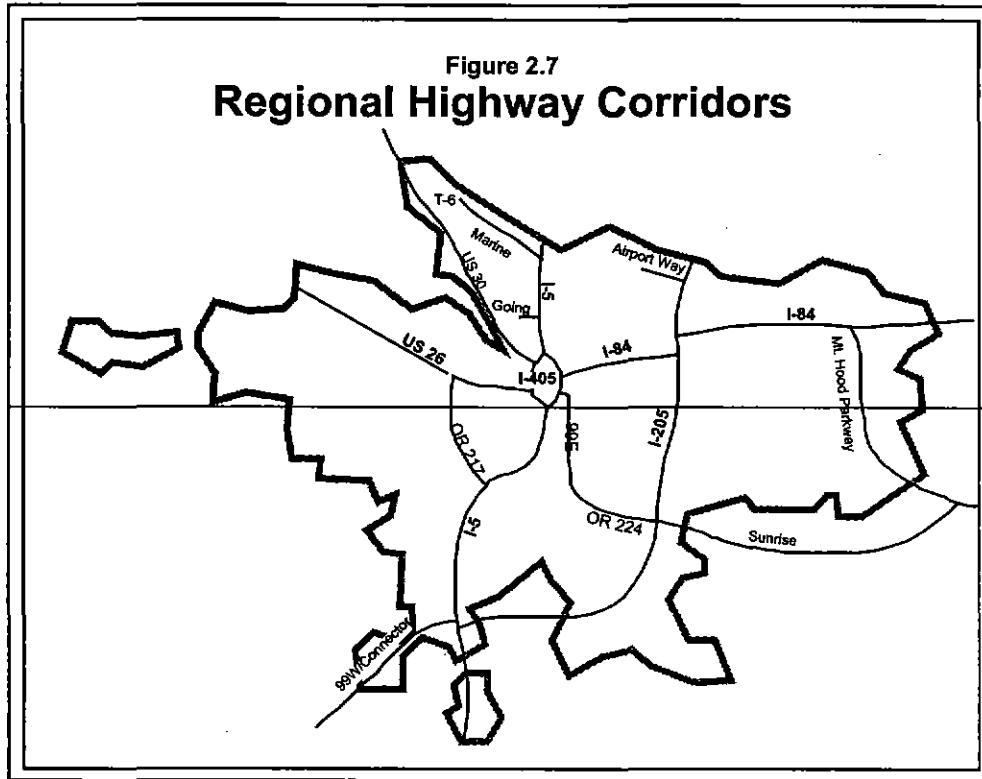 Figure 2.7
Regional Highway Corridors
T-6
Marine
US 30
Going
I-5
Airport Way
I-84
I-84
US 26
I-405
Mt. Hood Parkway
OR 217
99E
I-205
I-5
OR 224
Sunrise
99W/Connector